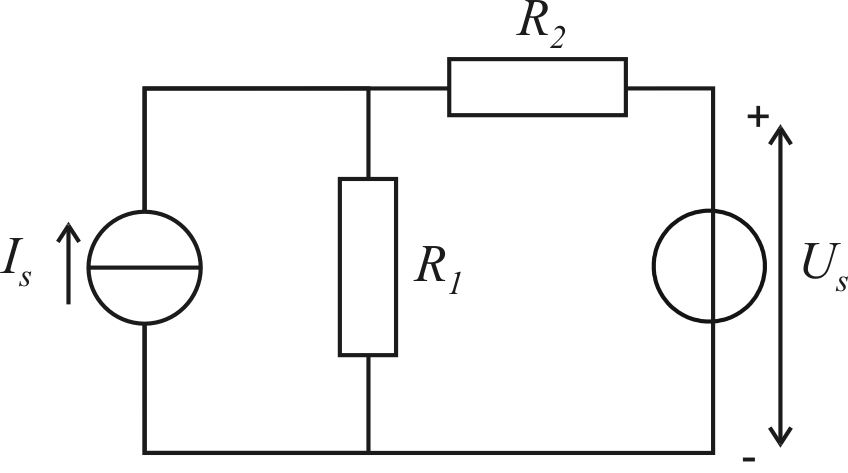 R2
+
Is
R1
Us
-